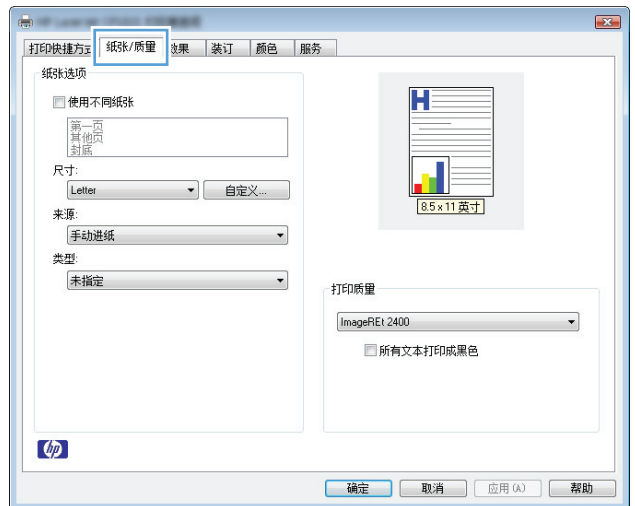 打印快捷方式 纸张/质量 效果 装订 颜色 服务
纸张选项
使用不同纸张
第一页
其他页
封底
尺寸:
Letter 自定义...
来源:
手动进纸
类型:
未指定
H
8.5 x 11 英寸
打印质量
ImageREt 2400
所有文本打印成黑色
hp
确定 取消 应用 (A) 帮助